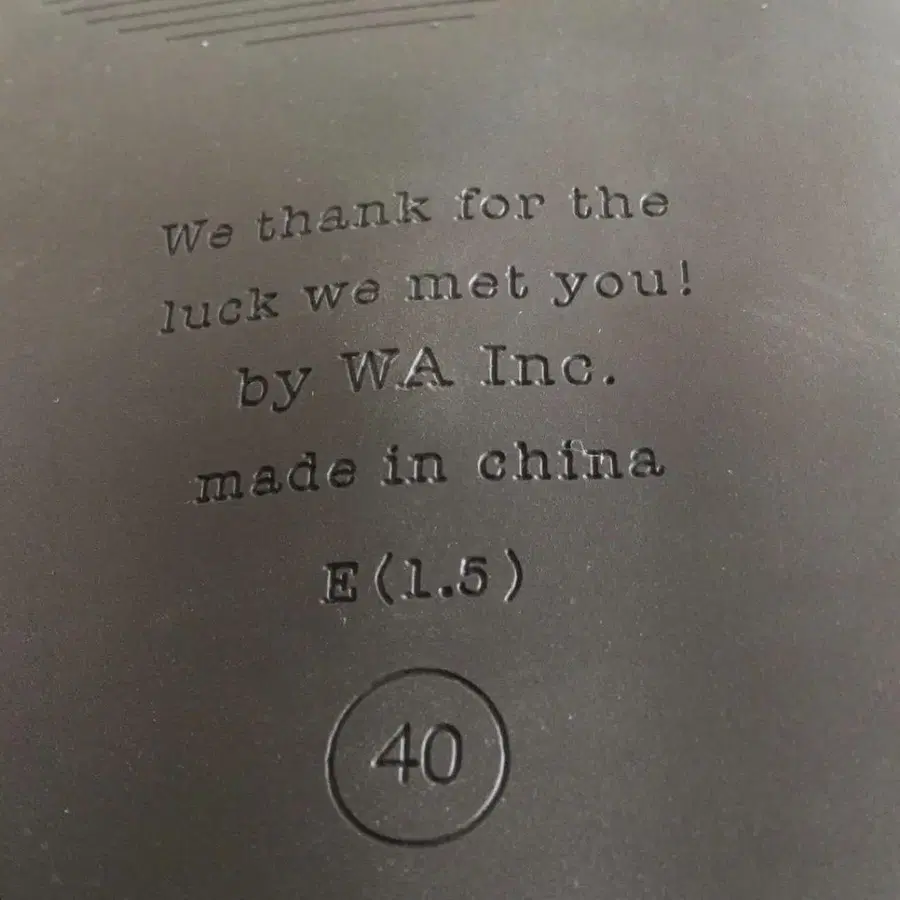 We thank for the
luck we met you!
by WA Inc.
made in china
E(1.5)
40